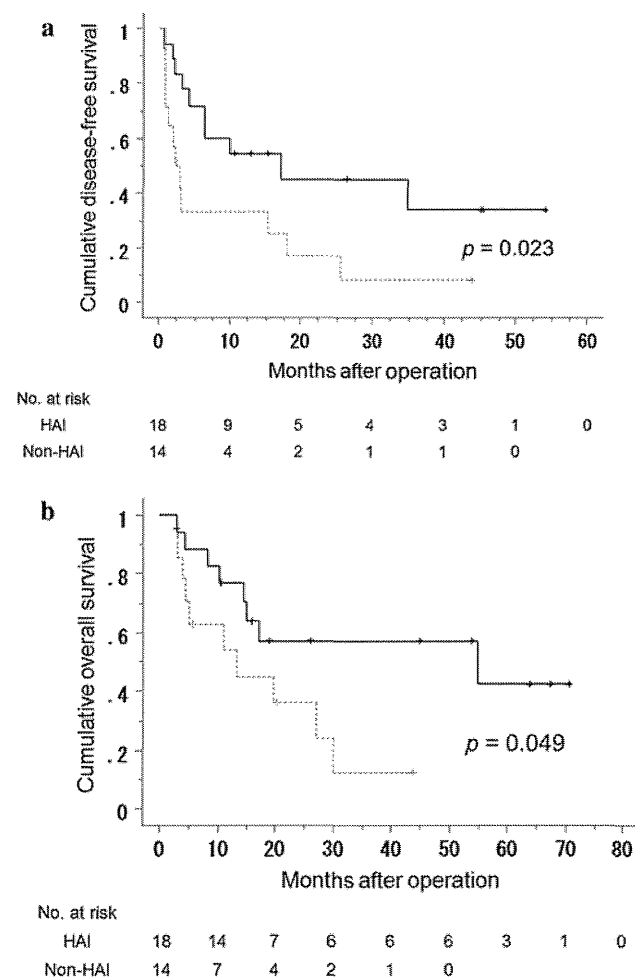 a
Cumulative disease-free survival
1
.8
.6
.4
.2
0
p = 0.023
0 10 20 30 40 50 60
Months after operation
No. at risk
HAI 18 9 5 4 3 1 0
Non-HAI 14 4 2 1 1 0
b
Cumulative overall survival
1
.8
.6
.4
.2
0
p = 0.049
0 10 20 30 40 50 60 70 80
Months after operation
No. at risk
HAI 18 14 7 6 6 6 3 1 0
Non-HAI 14 7 4 2 1 0